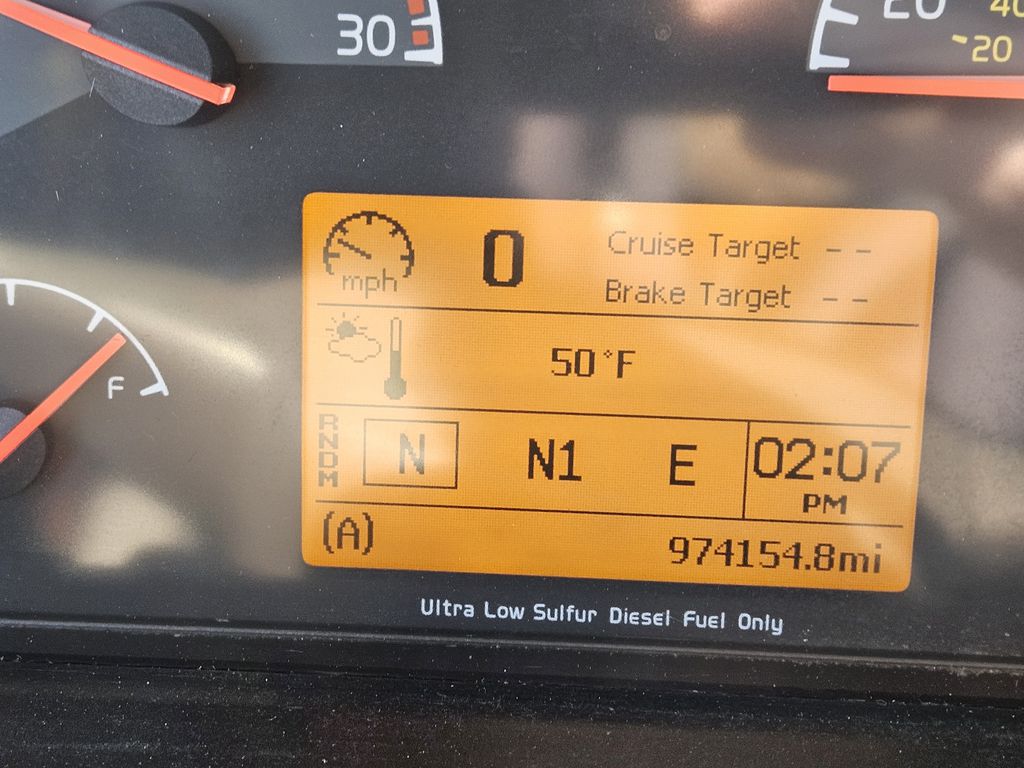 30
20
40
20
F
mph
0
Cruise Target --
Brake Target --
50°F
RNDM
N
N1
E
02:07
PM
(A)
974154.8mi
Ultra Low Sulfur Diesel Fuel Only